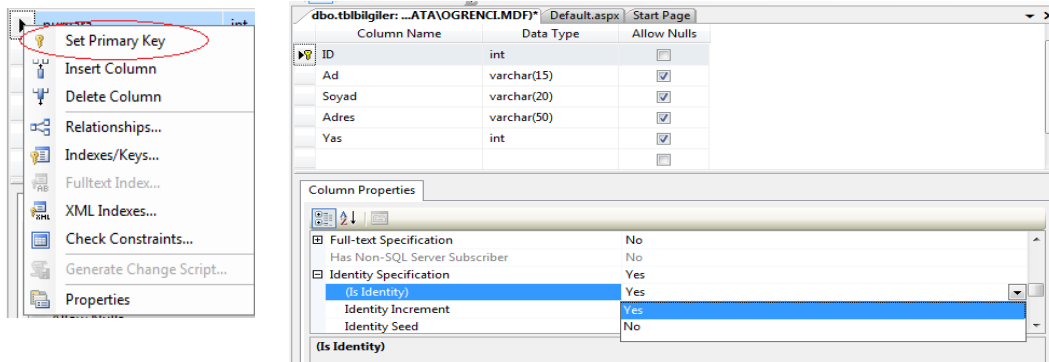 int
Set Primary Key
Insert Column
Delete Column
Relationships...
Indexes/Keys...
Fulltext Index...
XML Indexes...
Check Constraints...
Generate Change Script...
Properties
dbo.tblbilgiler: ...ATA\OGRENCI.MDF)* Default.aspx Start Page
Column Name Data Type Allow Nulls
ID int
Ad varchar(15)
Soyad varchar(20)
Adres varchar(50)
Yas int
Column Properties
Full-text Specification No
Has Non-SQL Server Subscriber No
Identity Specification Yes
(Is Identity) Yes
Identity Increment Yes
Identity Seed No
(Is Identity)